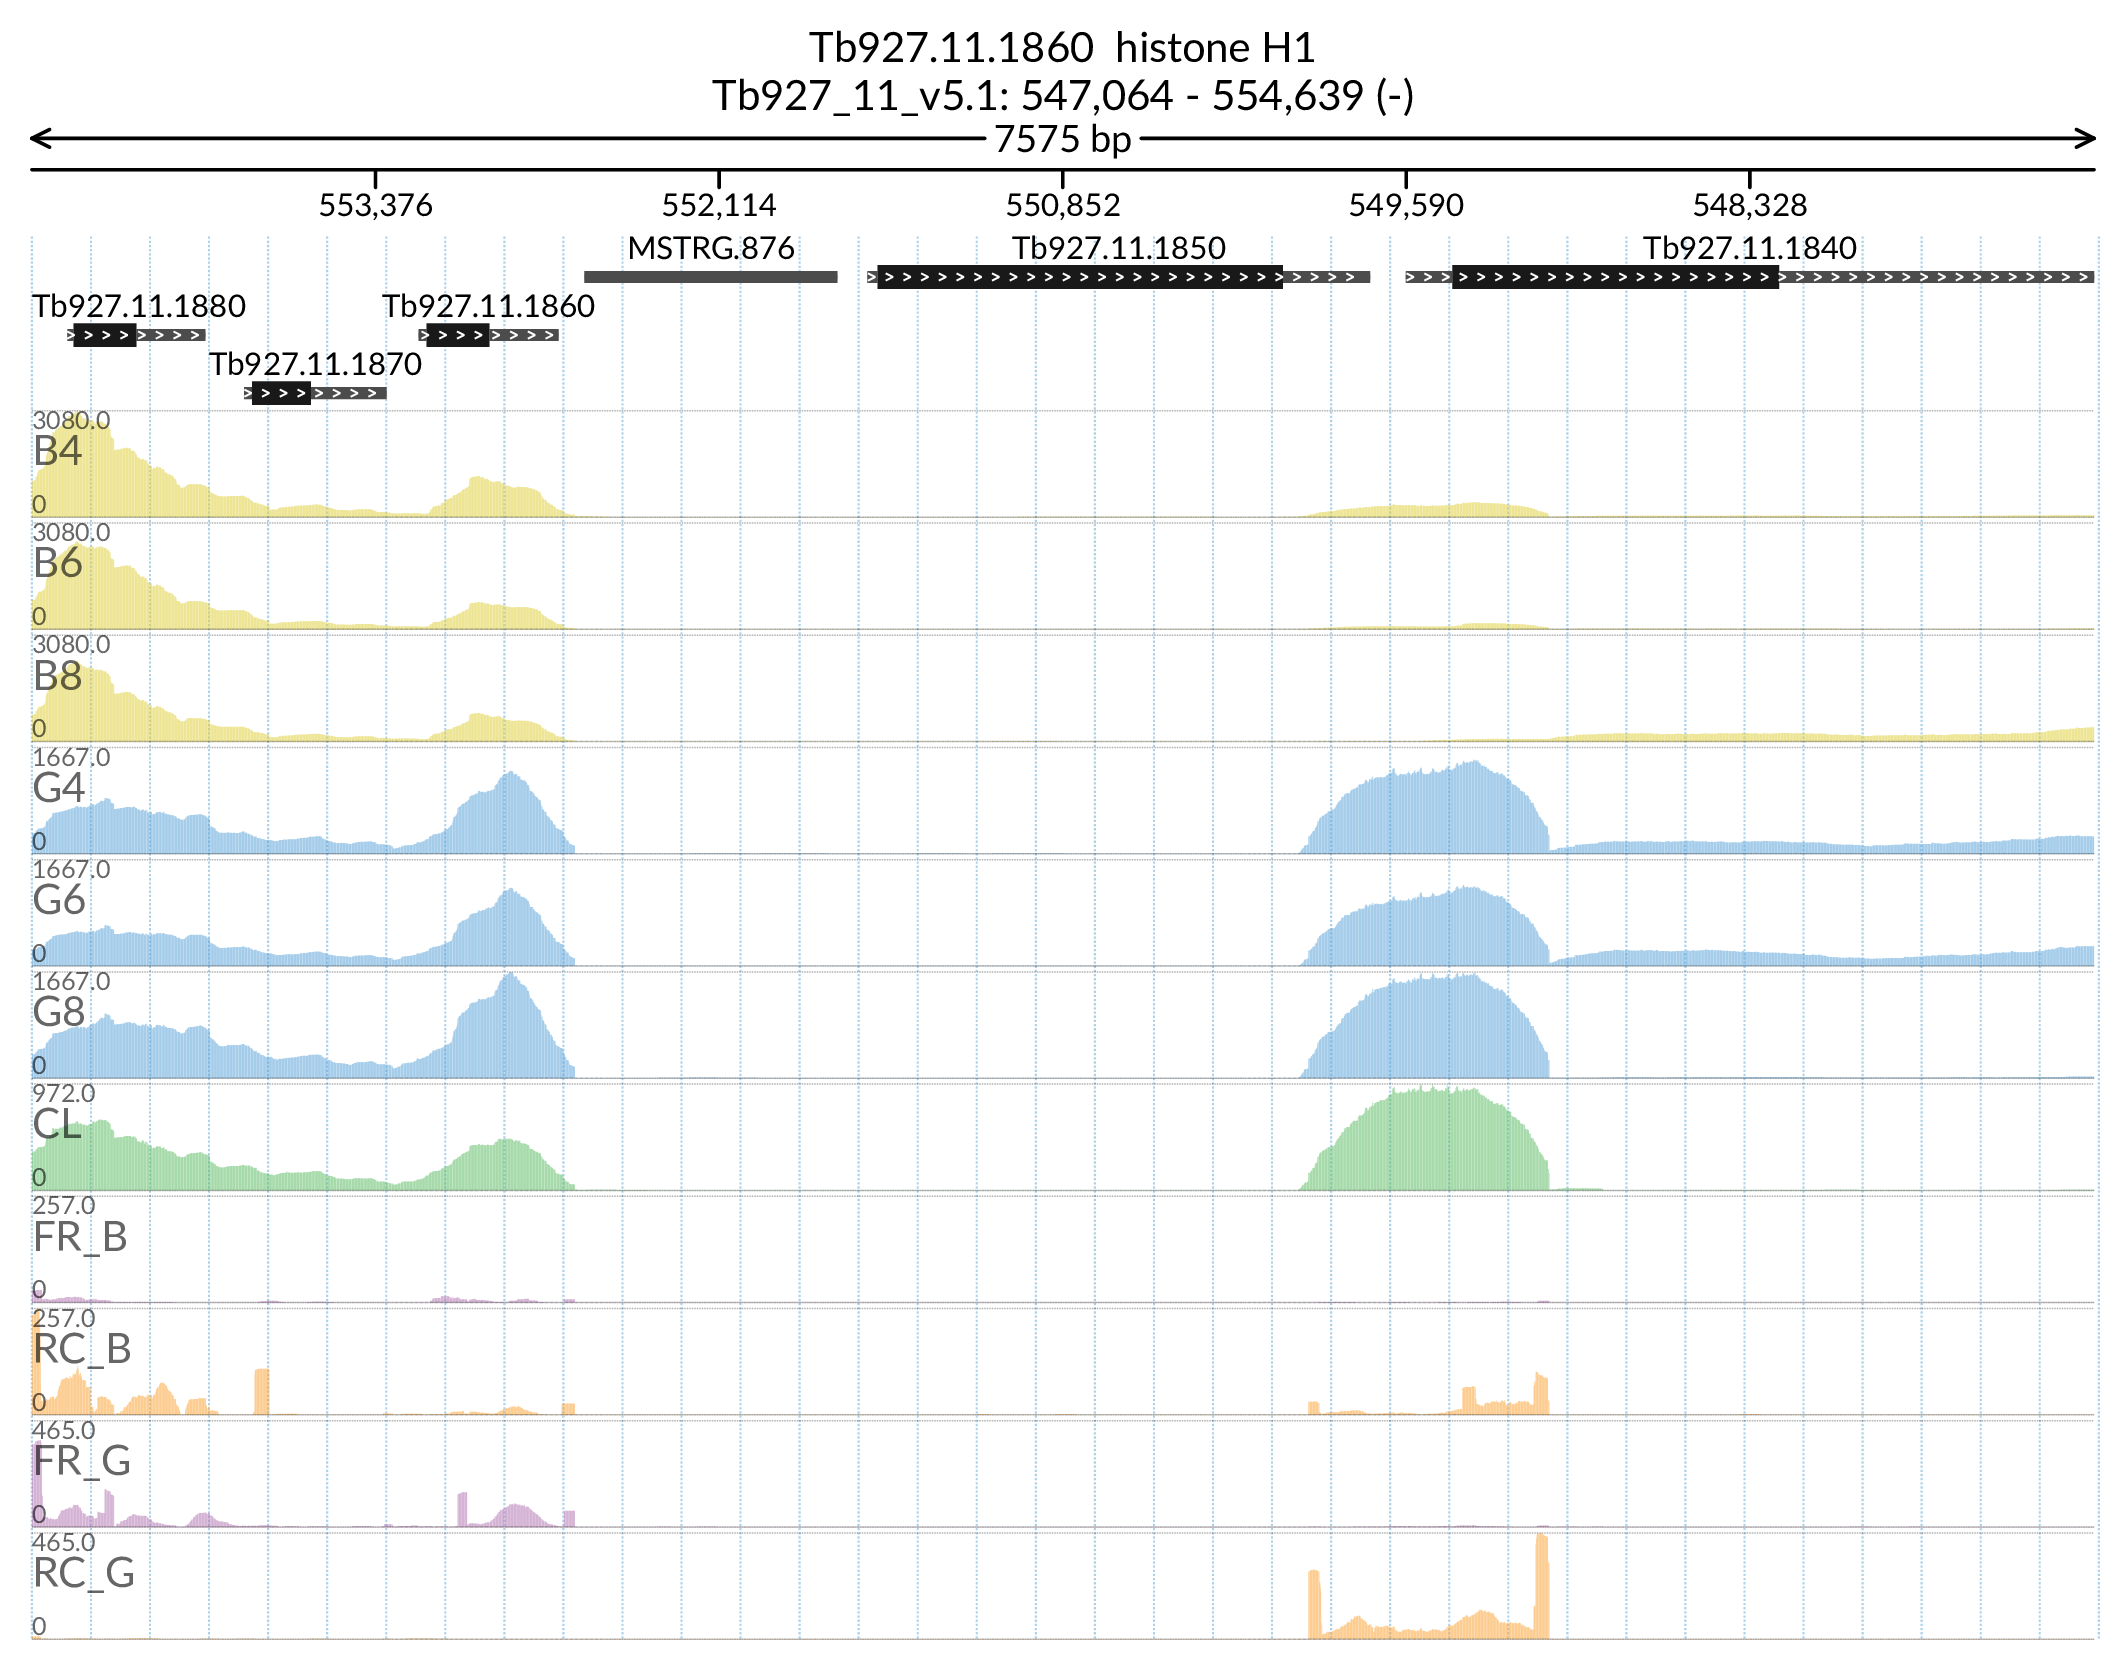 Tb927.11.1860  histone H1
Tb927_11_v5.1: 547,064 - 554,639 (-)
7575 bp
553,376 552,114 550,852 549,590 548,328
MSTRG.876 Tb927.11.1850 Tb927.11.1840
Tb927.11.1880 Tb927.11.1860
Tb927.11.1870
3080.0
B4
0
3080.0
B6
0
3080.0
B8
0
1667.0
G4
0
1667.0
G6
0
1667.0
G8
0
972.0
CL
0
257.0
FR_B
0
257.0
RC_B
0
465.0
FR_G
0
465.0
RC_G
0